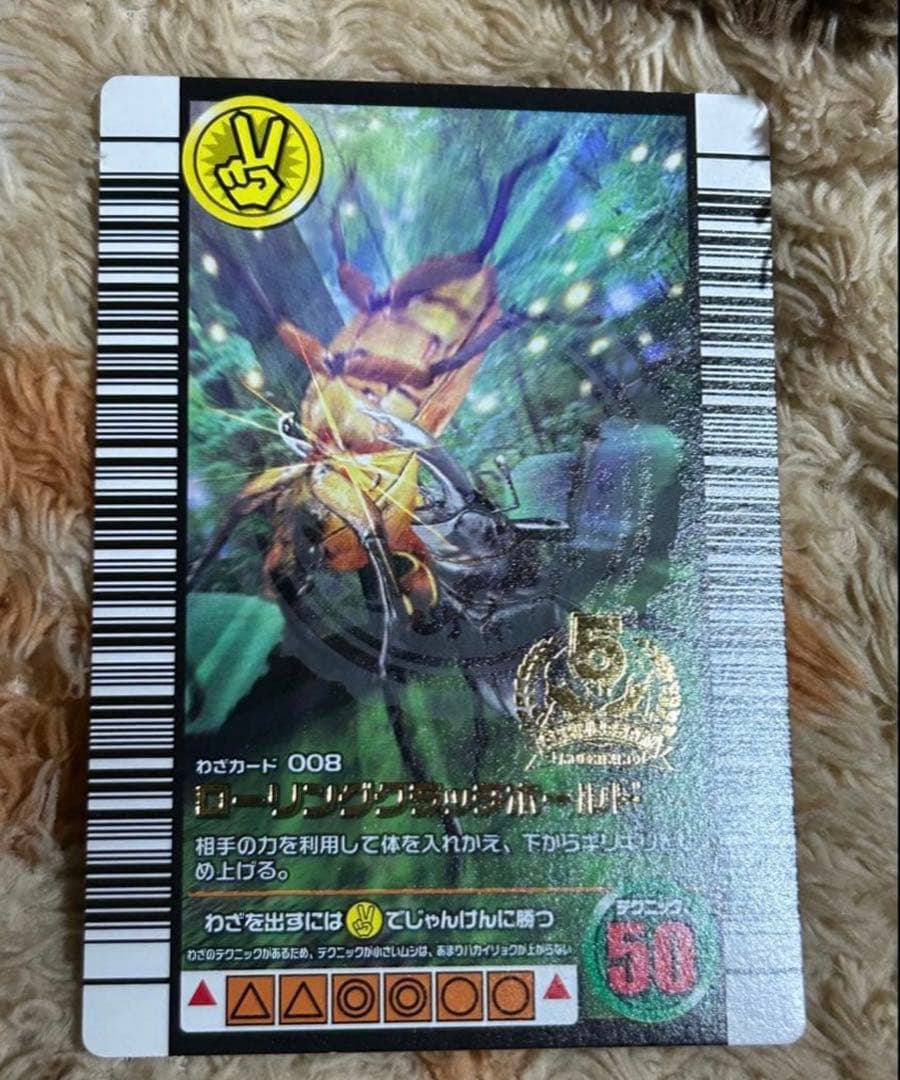 わざカード 008
ローリングクラッチホールド
相手の力を利用して体を入れかえ、下からギリギリとし
め上げる。
わざを出すには でじゃんけんに勝つ
わざのテクニックがあるため、テクニックが小さいムシは、あまりハカイリョクが上がらない
テクニック
50
5th